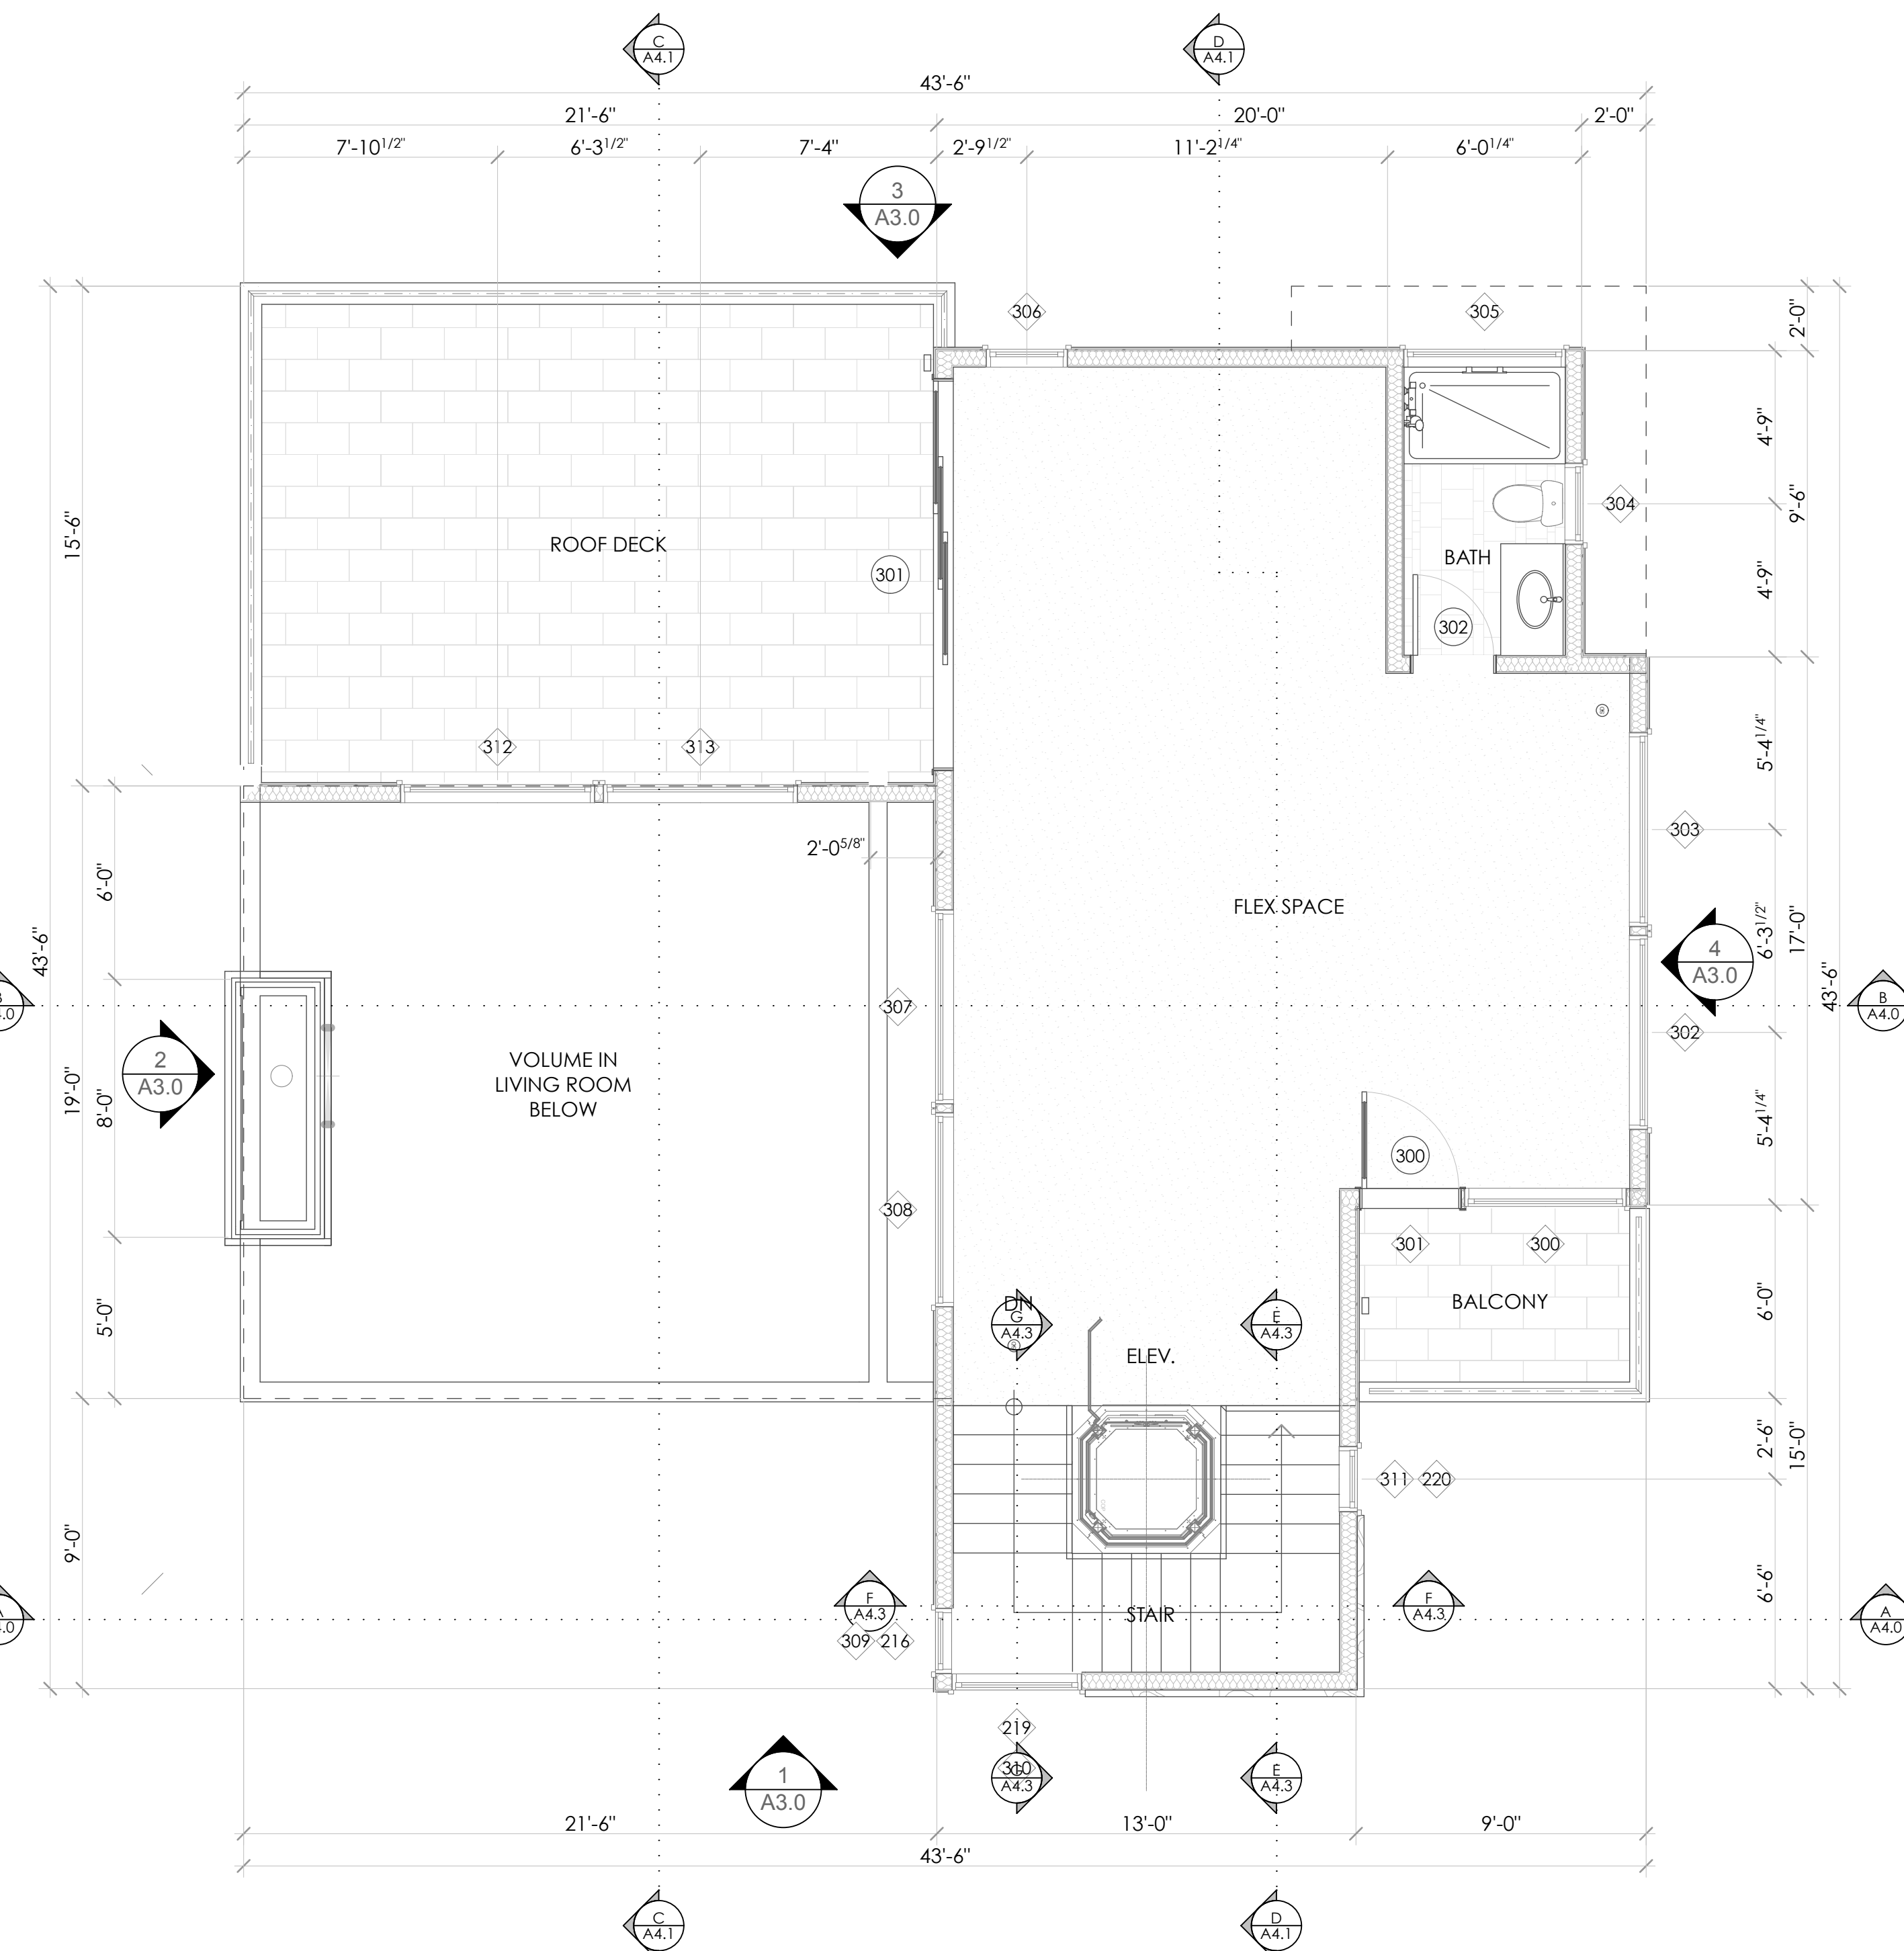 C
A4.1
D
A4.1
43'-6"
21'-6"
20'-0"
2'-0"
7'-10 1/2"
6'-3 1/2"
7'-4"
2'-9 1/2"
11'-2 1/4"
6'-0 1/4"
3
A3.0
306
305
2'-0"
4'-9"
9'-6"
304
15'-6"
ROOF DECK
BATH
301
4'-9"
302
312
313
5'-4 1/4"
303
2'-0 5/8"
6'-0"
FLEX SPACE
43'-6"
6'-3 1/2"
17'-0"
4
A3.0
43'-6"
307
B
A4.0
302
2
A3.0
VOLUME IN
LIVING ROOM
BELOW
19'-0"
8'-0"
5'-4 1/4"
300
308
301
300
5'-0"
BALCONY
6'-0"
DN
G
A4.3
E
A4.3
ELEV.
2'-6"
15'-0"
311
220
9'-0"
6'-6"
F
A4.3
STAIR
F
A4.3
A
A4.0
309
216
219
310
G
A4.3
E
A4.3
1
A3.0
21'-6"
13'-0"
9'-0"
43'-6"
C
A4.1
D
A4.1